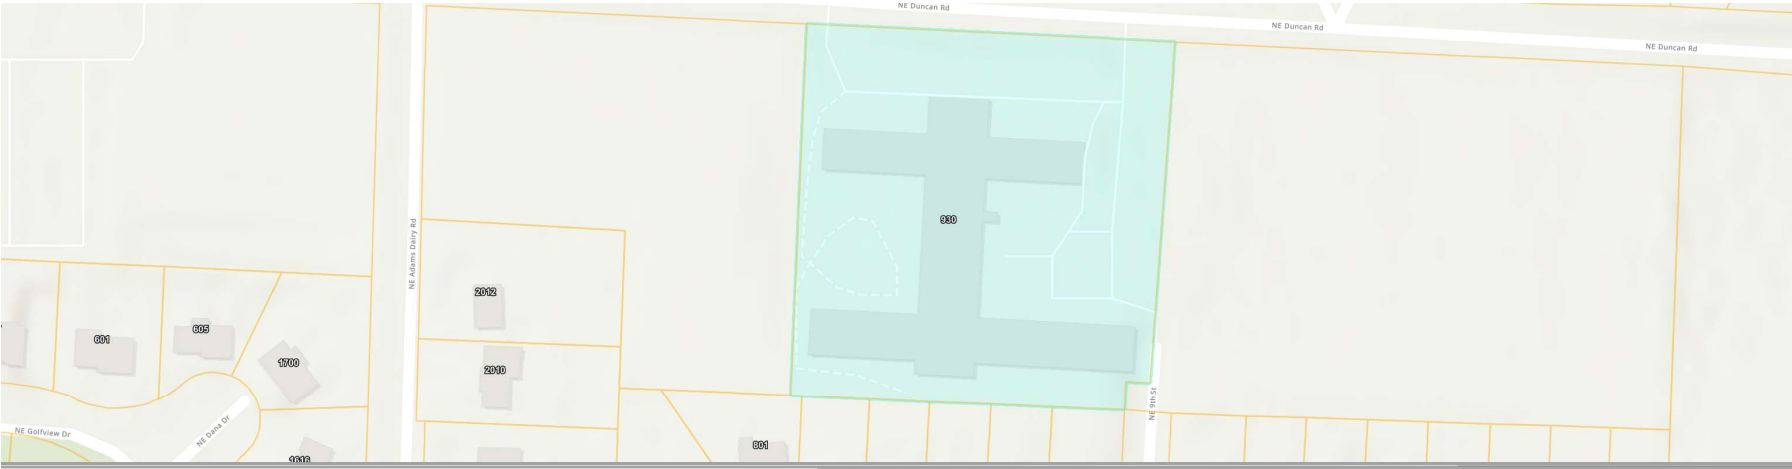 NE Duncan Rd
NE Duncan Rd
NE Duncan Rd
930
NE Adams Dairy Rd
2012
601
605
1700
2010
NE 9th St
NE Golfview Dr
NE Dana Dr
801
1616